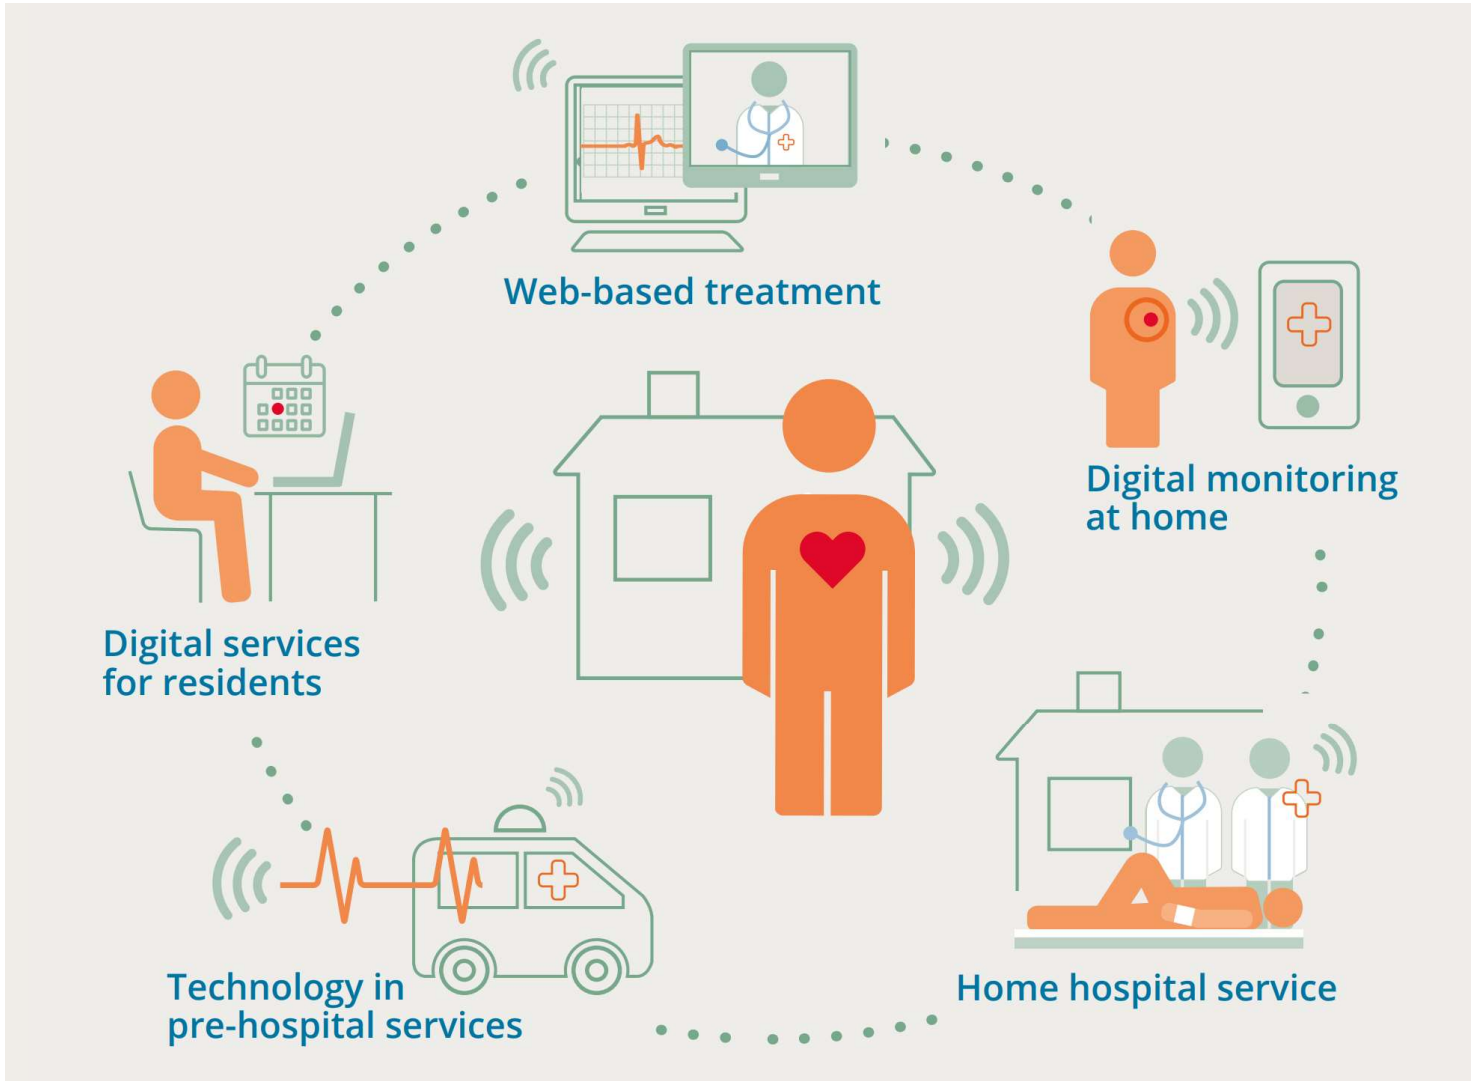 Web-based treatment
Digital monitoring
at home
Digital services
for residents
Technology in
pre-hospital services
Home hospital service